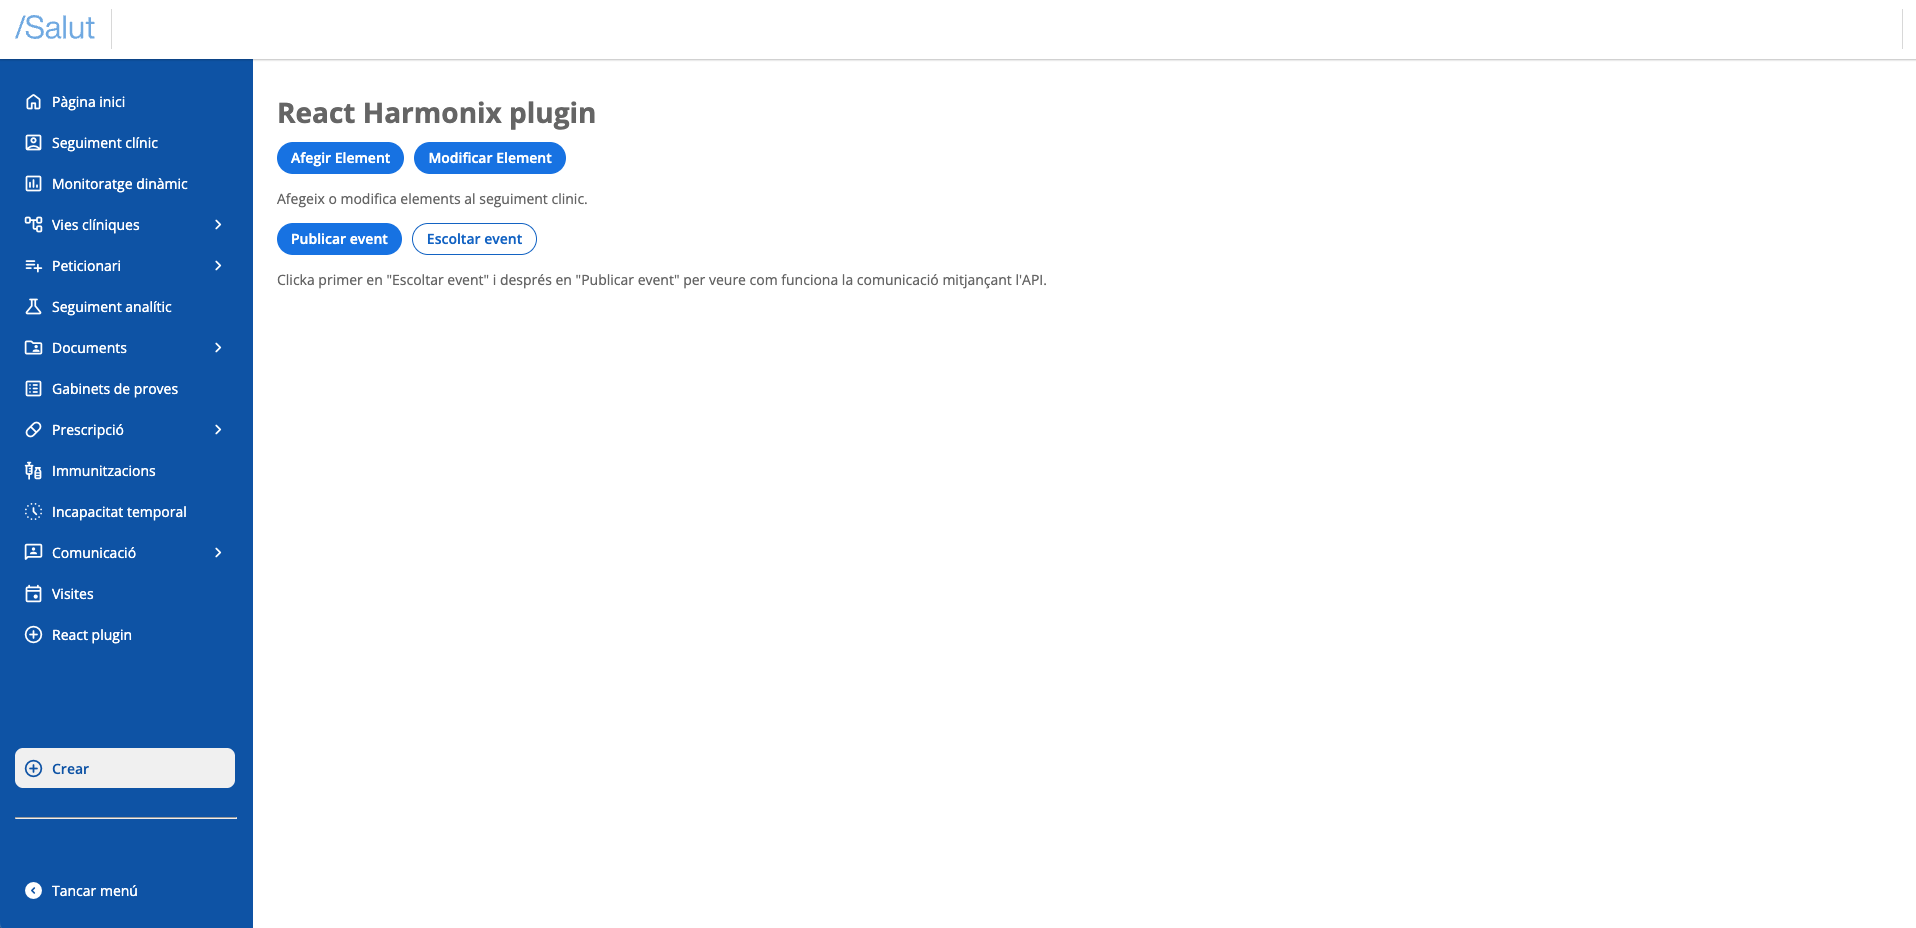 /Salut
Pàgina inici
Seguiment clínic
Monitoratge dinàmic
Vies clíniques
Peticionari
Seguiment analític
Documents
Gabinets de proves
Prescripció
Immunitzacions
Incapacitat temporal
Comunicació
Visites
React plugin
Crear
Tancar menú
React Harmonix plugin
Afegir Element Modificar Element
Afegeix o modifica elements al seguiment clinic.
Publicar event Escoltar event
Clicka primer en "Escoltar event" i després en "Publicar event" per veure com funciona la comunicació mitjançant l'API.